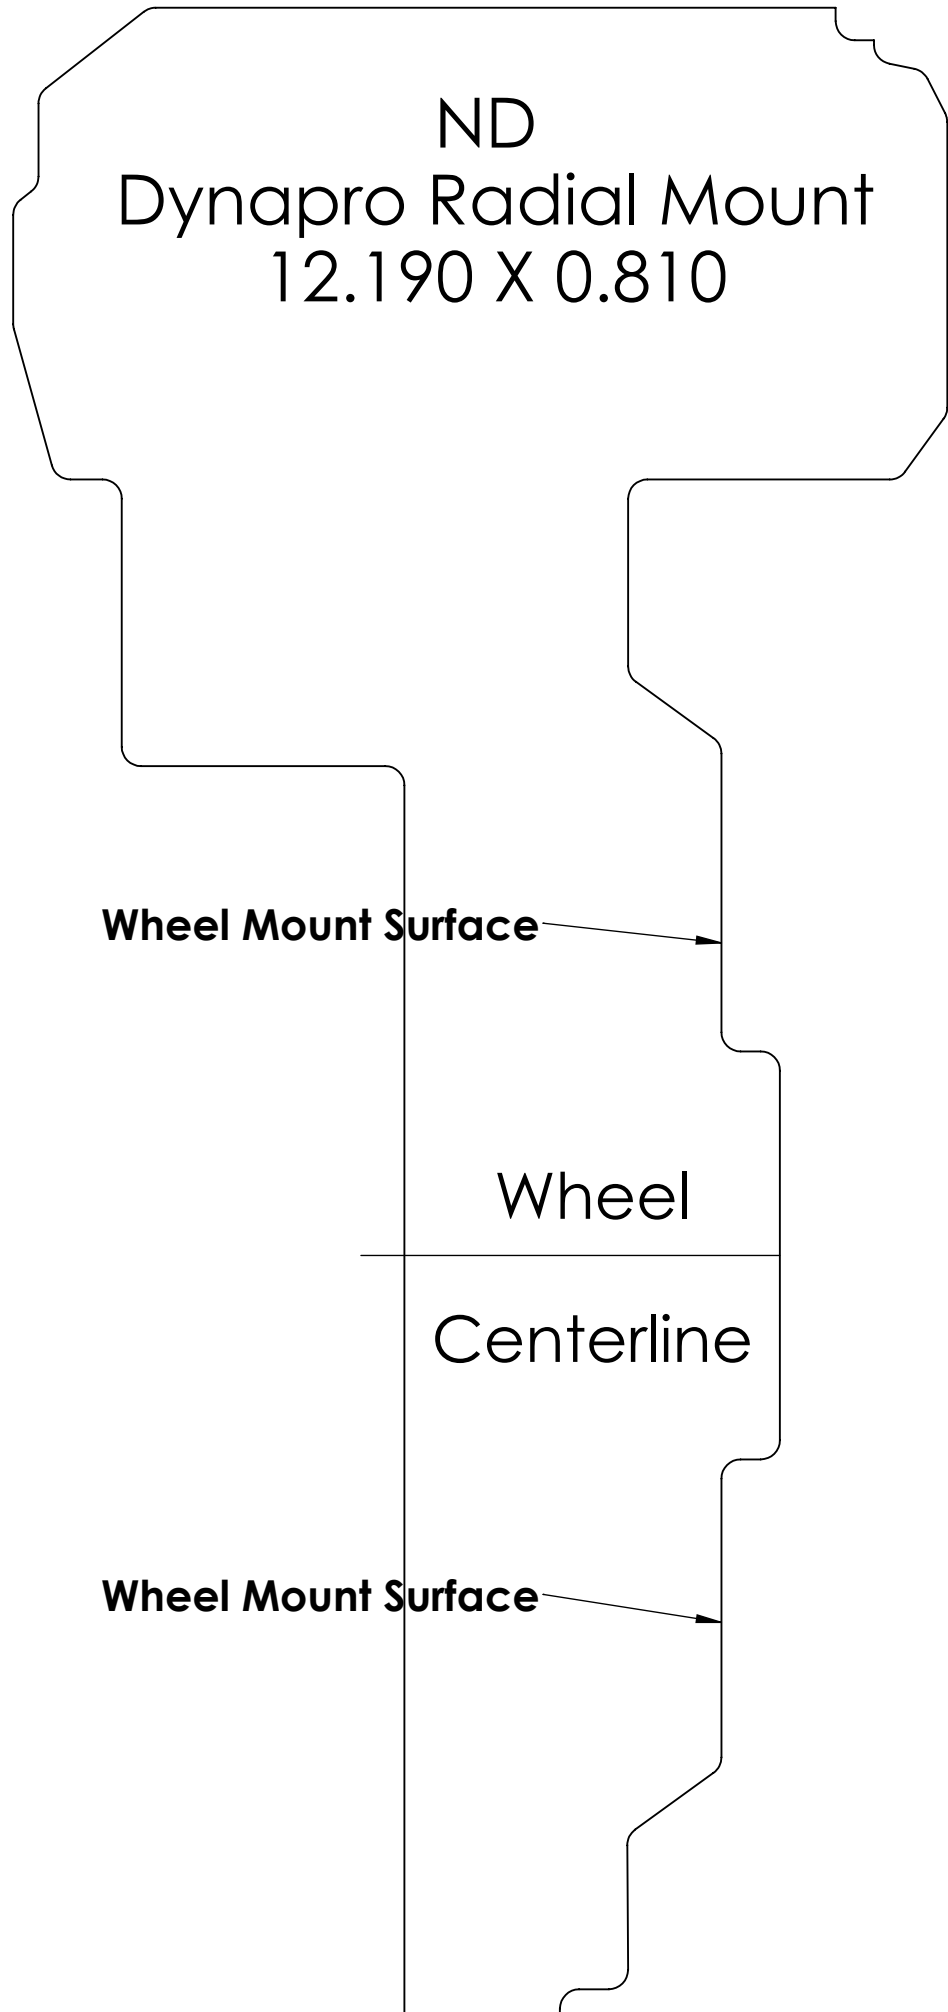 ND
Dynapro Radial Mount
12.190 X 0.810
Wheel Mount Surface
Wheel
Centerline
Wheel Mount Surface